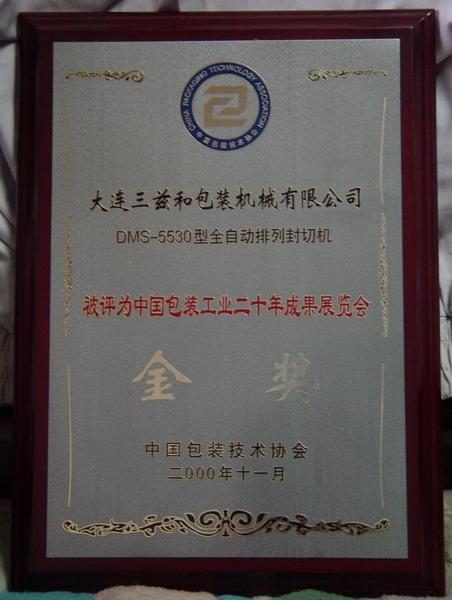 CHINA PACKAGING TECHNOLOGY ASSOCIATION
中国包装技术协会
大连三兹和包装机械有限公司
DMS-5530型全自动排列封切机
被评为中国包装工业二十年成果展览会
金奖
中国包装技术协会
二000年十一月